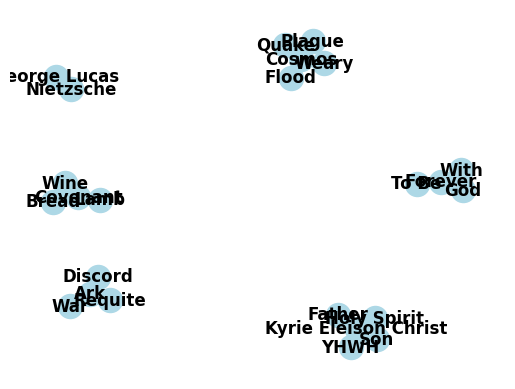 Quake
Plague
Cosmos
Weary
Flood
eorge Lucas
Nietzsche
Wine
Covenant
Bread
Lamb
With
Forever
To Be
God
Discord
Ark
Requite
War
Father
Holy Spirit
Kyrie Eleison Christ
Son
YHWH